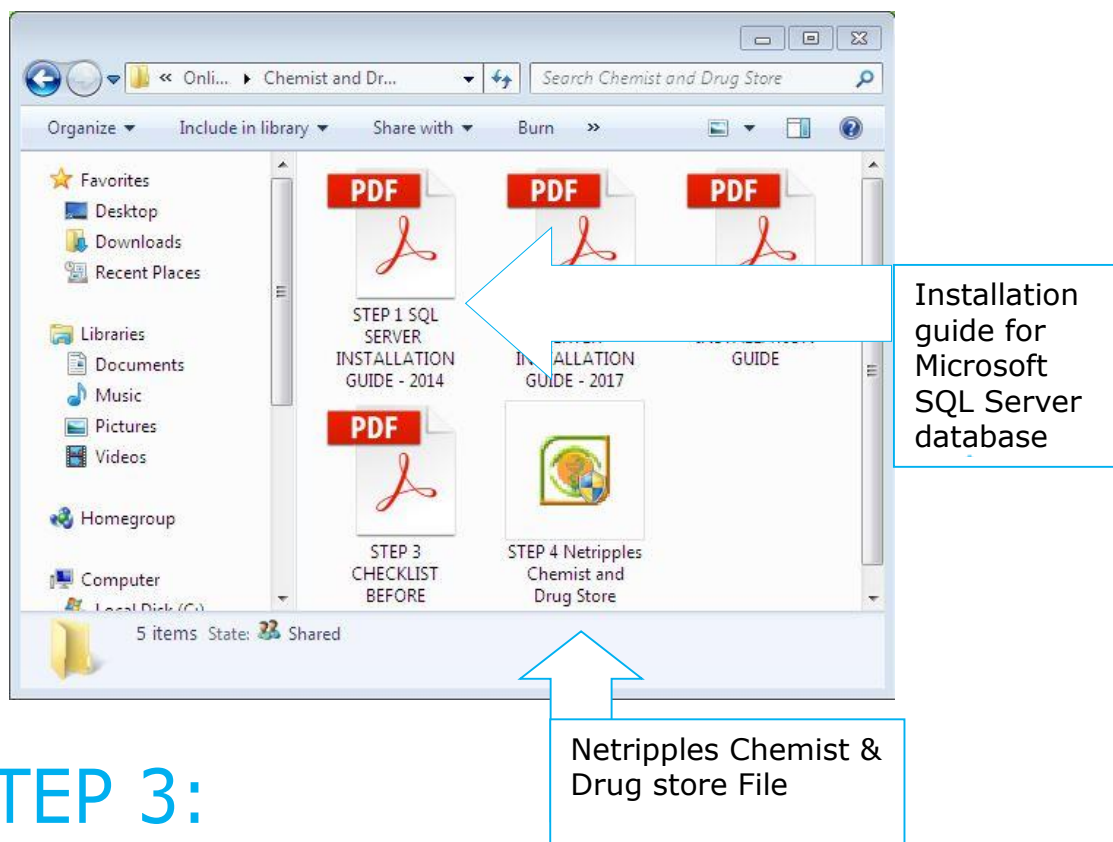 « Onli... Chemist and Dr... Search Chemist and Drug Store
Organize Include in library Share with Burn »
Favorites
Desktop
Downloads
Recent Places
Libraries
Documents
Music
Pictures
Videos
Homegroup
Computer
Local Disk (C:)
PDF
STEP 1 SQL
SERVER
INSTALLATION
GUIDE - 2014
PDF
GUIDE - 2017
PDF
GUIDE
PDF
STEP 3
CHECKLIST
BEFORE
STEP 4 Netripples
Chemist and
Drug Store
5 items State: Shared
Installation
guide for
Microsoft
SQL Server
database
Netripples Chemist &
Drug store File
TEP 3: